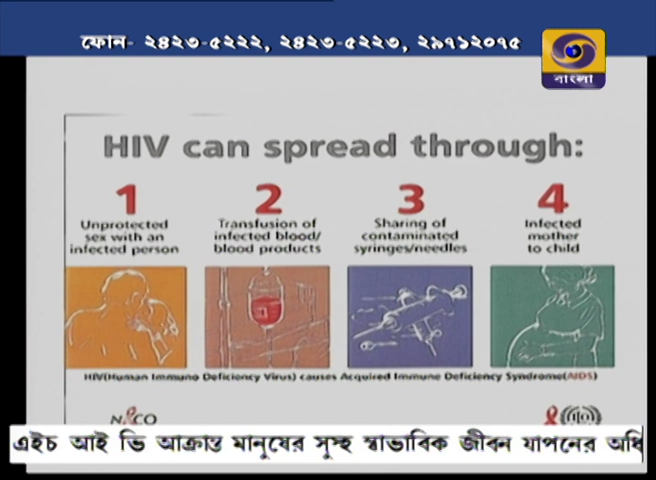 ফোন- ২৪২৩-৫২২২, ২৪২৩-৫২২৩, ২৯৭১২০৭৫
বাংলা
HIV can spread through:
1
Unprotected
sex with an
infected person
2
Transfusion of
infected blood/
blood products
3
Sharing of
contaminated
syringes/needles
4
Infected
mother
to child
HIV(Human Immuno Deficiency Virus) causes Acquired Immune Deficiency Syndrome(AIDS)
NACO
এইচ আই ভি আক্রান্ত মানুষের সুস্হ স্বাভাবিক জীবন যাপনের অধি